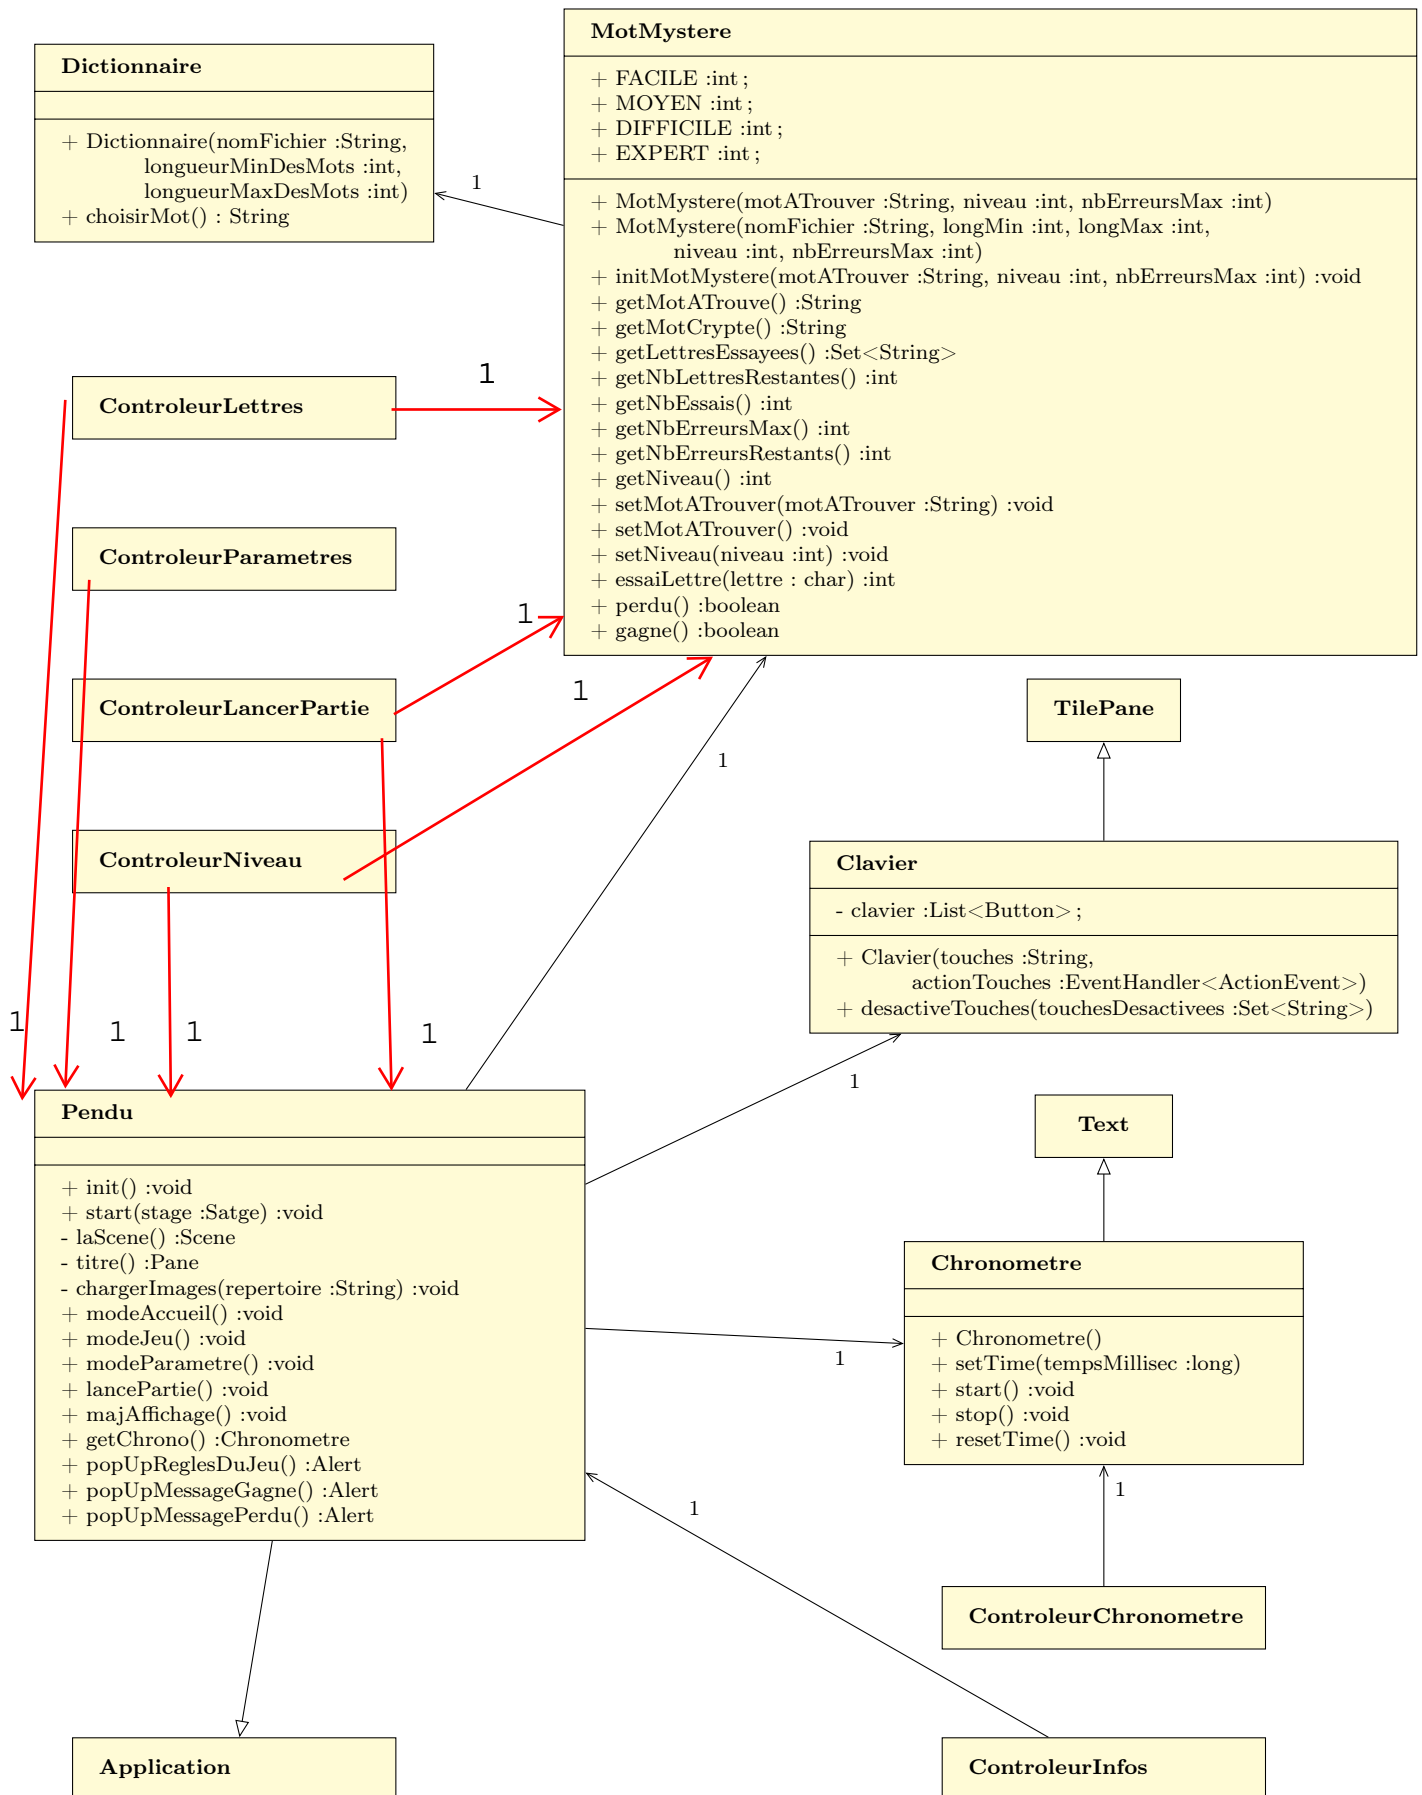 MotMystere
+ FACILE :int ;
+ MOYEN :int ;
+ DIFFICILE :int ;
+ EXPERT :int ;
+ MotMystere(motATrouver :String, niveau :int, nbErreursMax :int)
+ MotMystere(nomFichier :String, longMin :int, longMax :int,
niveau :int, nbErreursMax :int)
+ initMotMystere(motATrouver :String, niveau :int, nbErreursMax :int) :void
+ getMotATrouve() :String
+ getMotCrypte() :String
+ getLettresEssayees() :Set<String>
+ getNbLettresRestantes() :int
+ getNbEssais() :int
+ getNbErreursMax() :int
+ getNbErreursRestants() :int
+ getNiveau() :int
+ setMotATrouver(motATrouver :String) :void
+ setMotATrouver() :void
+ setNiveau(niveau :int) :void
+ essaiLettre(lettre : char) :int
+ perdu() :boolean
+ gagne() :boolean
Dictionnaire
+ Dictionnaire(nomFichier :String,
longueurMinDesMots :int,
longueurMaxDesMots :int)
+ choisirMot() : String
1
1
ControleurLettres
ControleurParametres
1
ControleurLancerPartie
1
1
ControleurNiveau
TilePane
Clavier
- clavier :List<Button> ;
+ Clavier(touches :String,
actionTouches :EventHandler<ActionEvent>)
+ desactiveTouches(touchesDesactivees :Set<String>)
1
1
1
1
1
Pendu
+ init() :void
+ start(stage :Satge) :void
- laScene() :Scene
- titre() :Pane
- chargerImages(repertoire :String) :void
+ modeAccueil() :void
+ modeJeu() :void
+ modeParametre() :void
+ lancePartie() :void
+ majAffichage() :void
+ getChrono() :Chronometre
+ popUpReglesDuJeu() :Alert
+ popUpMessageGagne() :Alert
+ popUpMessagePerdu() :Alert
Text
Chronometre
+ Chronometre()
+ setTime(tempsMillisec :long)
+ start() :void
+ stop() :void
+ resetTime() :void
1
1
1
ControleurChronometre
Application
ControleurInfos